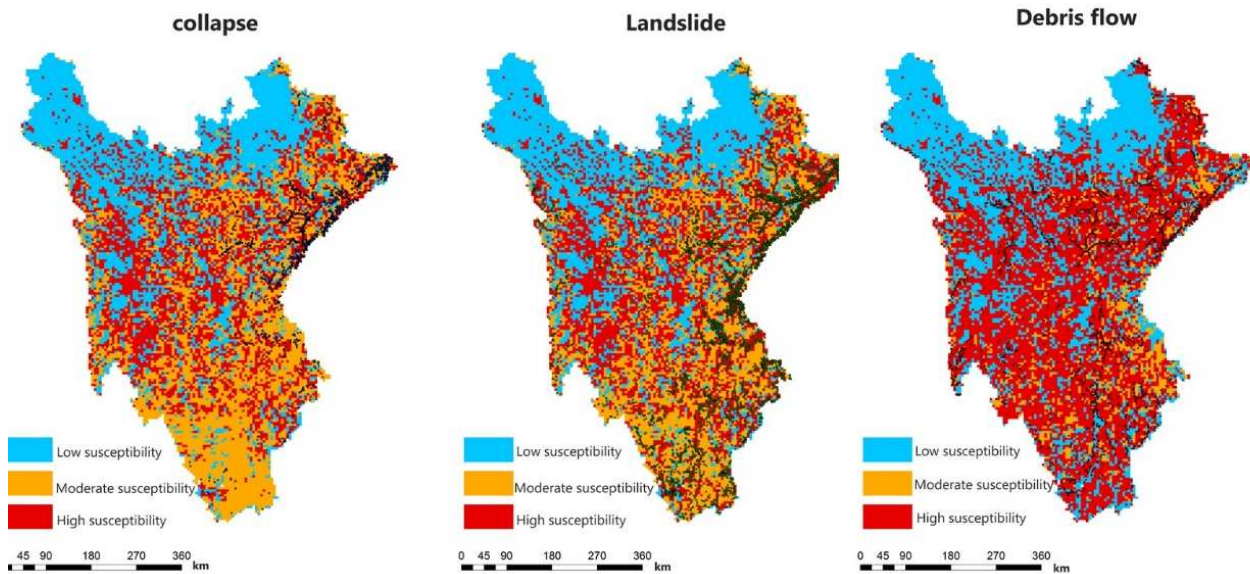 collapse
Landslide
Debris flow
Low susceptibility
Moderate susceptibility
High susceptibility
Low susceptibility
Moderate susceptibility
High susceptibility
Low susceptibility
Moderate susceptibility
High susceptibility
45 90 180 270 360
km
0 45 90 180 270 360
km
0 45 90 180 270 360
km